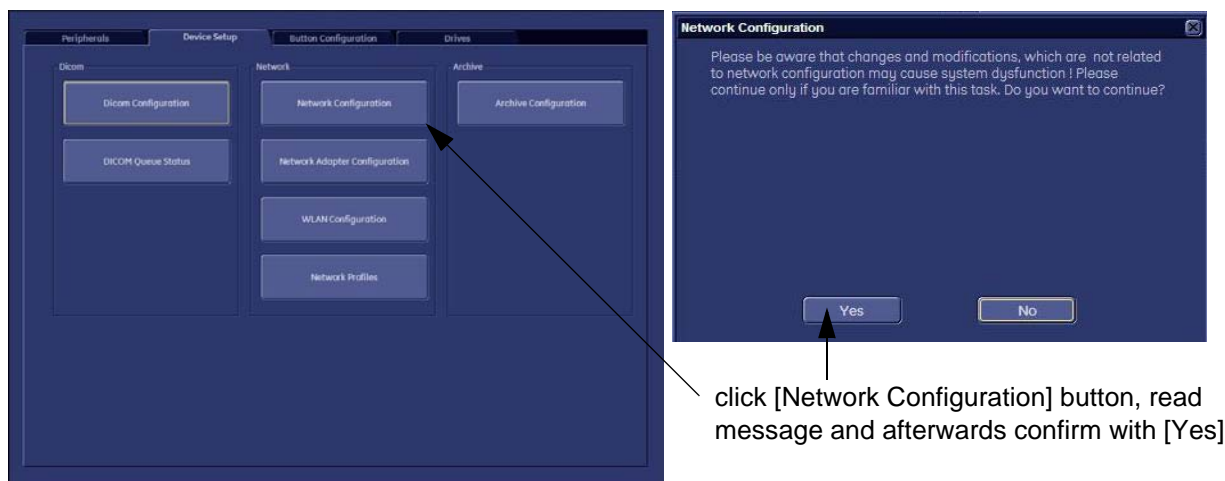 Peripherals
Device Setup
Button Configuration
Drives
Dicom
Dicom Configuration
DICOM Queue Status
Network
Network Configuration
Network Adapter Configuration
WLAN Configuration
Network Profiles
Archive
Archive Configuration
Network Configuration
Please be aware that changes and modifications, which are not related
to network configuration may cause system dysfunction ! Please
continue only if you are familiar with this task. Do you want to continue?
Yes
No
click [Network Configuration] button, read
message and afterwards confirm with [Yes]